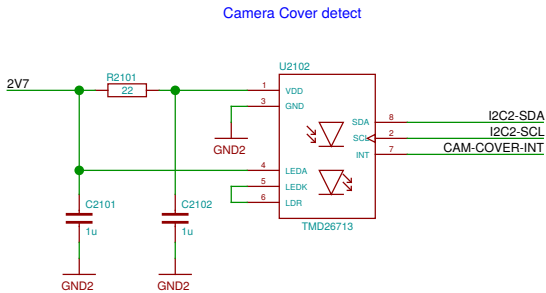 Camera Cover detect
2V7
R2101
22
U2102
1
VDD
3
GND
GND2
SDA
8
I2C2-SDA
SCL
2
I2C2-SCL
INT
7
CAM-COVER-INT
4
LEDA
5
LEDK
6
LDR
TMD26713
C2101
1u
GND2
C2102
1u
GND2